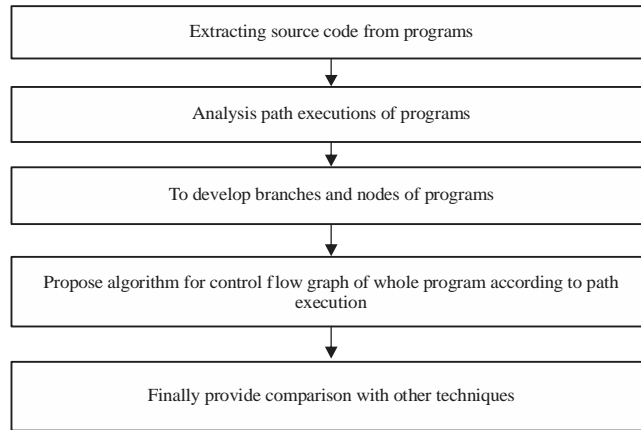 Extracting source code from programs
Analysis path executions of programs
To develop branches and nodes of programs
Propose algorithm for control flow graph of whole program according to path
execution
Finally provide comparison with other techniques